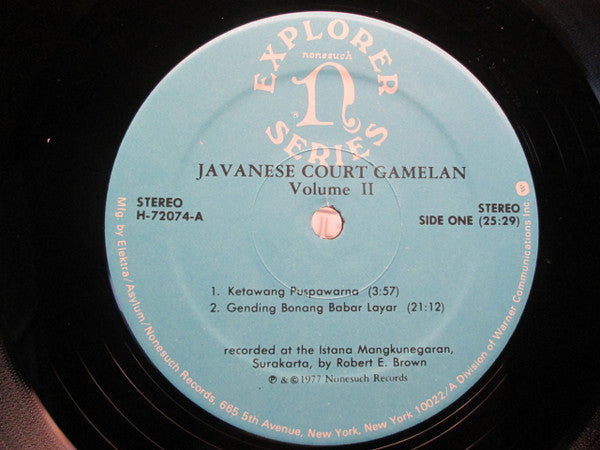 EXPLORER
nonesuch
n
®
SERIES
JAVANESE COURT GAMELAN
Volume II
STEREO
H-72074-A
STEREO
SIDE ONE (25:29)
1. Ketawang Puspawarna (3:57)
2. Gending Bonang Babar Layar (21:12)
recorded at the Istana Mangkunegaran,
Surakarta, by Robert E. Brown
℗ & © 1977 Nonesuch Records
Mfg. by Elektra/Asylum/Nonesuch Records, 665 5th Avenue, New York, New York 10022/A Division of Warner Communications Inc. W